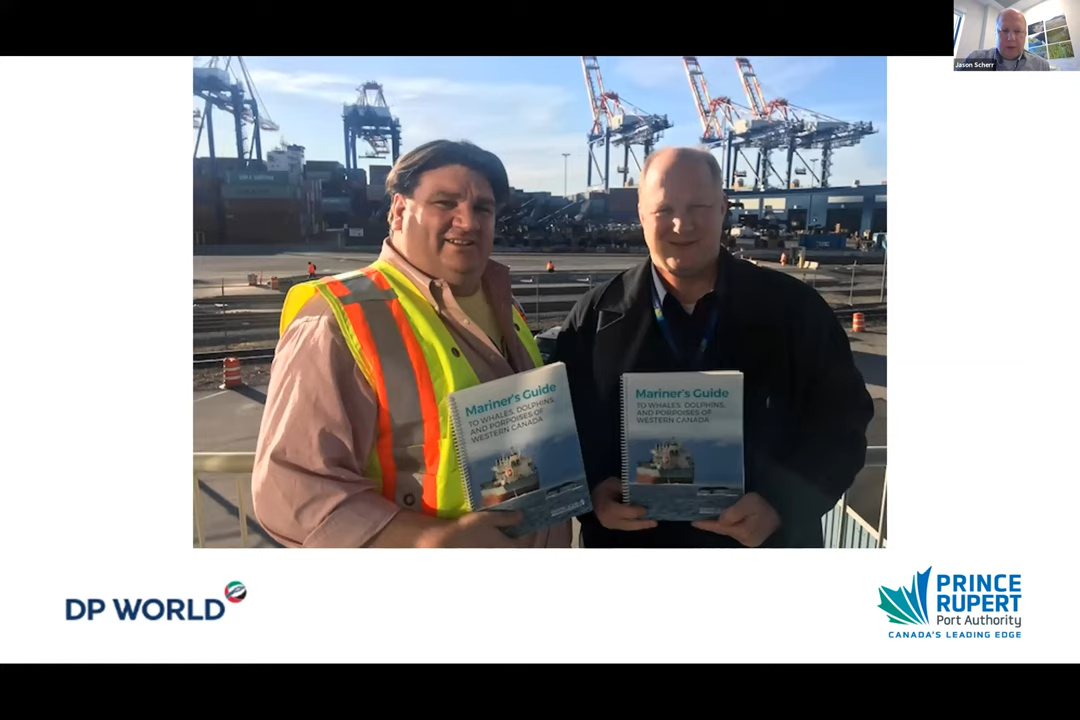 Jason Scherr
Mariner's Guide
TO WHALES, DOLPHINS,
AND PORPOISES OF
WESTERN CANADA
Mariner's Guide
TO WHALES, DOLPHINS,
AND PORPOISES OF
WESTERN CANADA
DP WORLD
PRINCE
RUPERT
Port Authority
CANADA'S LEADING EDGE